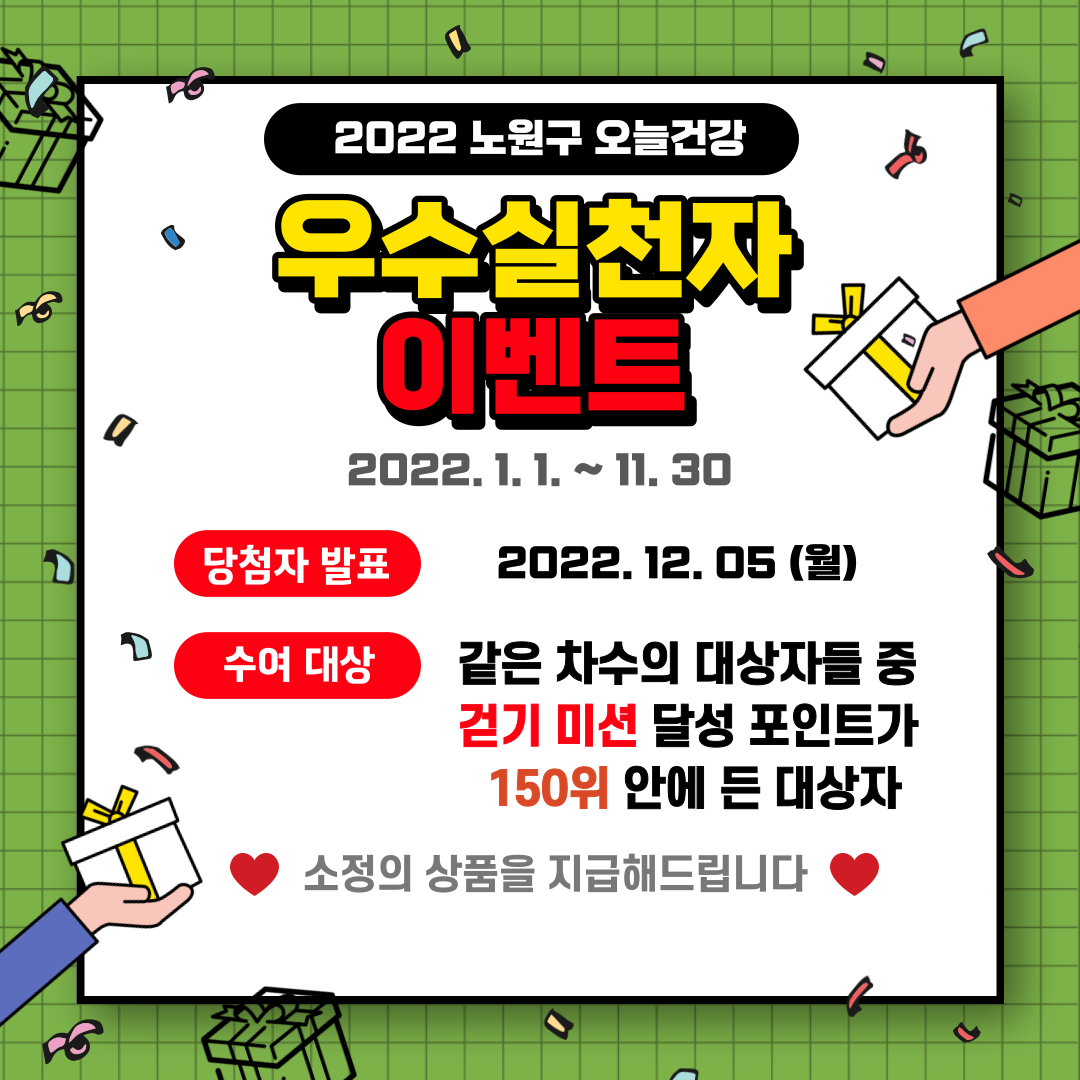 2022 노원구 오늘건강
우수실천자
이벤트
2022. 1. 1. ~ 11. 30
당첨자 발표
2022. 12. 05 (월)
수여 대상
같은 차수의 대상자들 중
걷기 미션 달성 포인트가
150위 안에 든 대상자
소정의 상품을 지급해드립니다